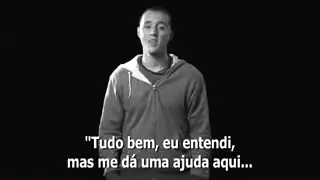 "Tudo bem, eu entendi,
mas me dá uma ajuda aqui...